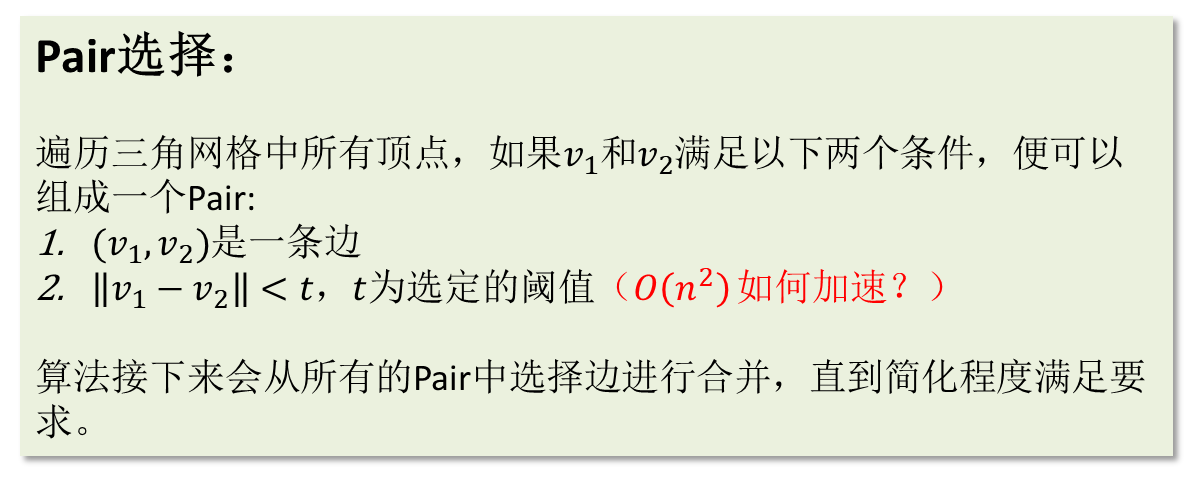 Pair选择：
遍历三角网格中所有顶点，如果𝑣₁和𝑣₂满足以下两个条件，便可以
组成一个Pair:
1. (𝑣₁, 𝑣₂)是一条边
2. ‖𝑣₁ − 𝑣₂‖ < 𝑡，𝑡为选定的阈值（𝑂(𝑛²) 如何加速？）
算法接下来会从所有的Pair中选择边进行合并，直到简化程度满足要
求。